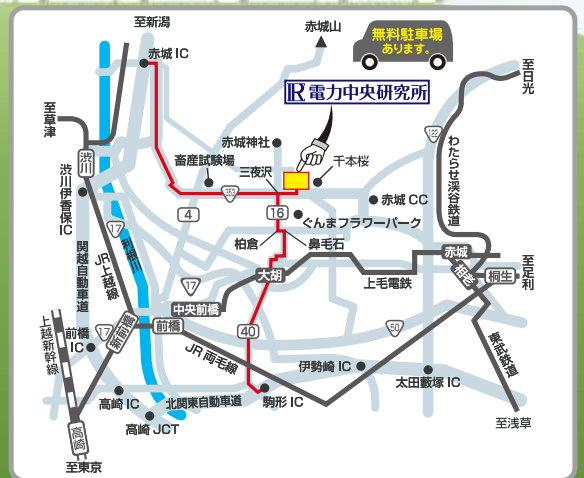 至新潟
赤城山
無料駐車場
あります。
赤城 IC
至日光
電力中央研究所
至草津
122
赤城神社
わたらせ渓谷鉄道
畜産試験場
千本桜
渋川
三夜沢
353
赤城 CC
渋川伊香保
IC
4
16
ぐんまフラワーパーク
17
利根川
柏倉
鼻毛石
赤城
関越自動車道
JR上越線
大胡
相老
至足利
桐生
17
上毛電鉄
中央前橋
上越新幹線
前橋
IC
17
新前橋
前橋
40
50
JR 両毛線
東武鉄道
伊勢崎 IC
太田藪塚 IC
高崎 IC
北関東自動車道
駒形 IC
高崎 JCT
至浅草
高崎
至東京